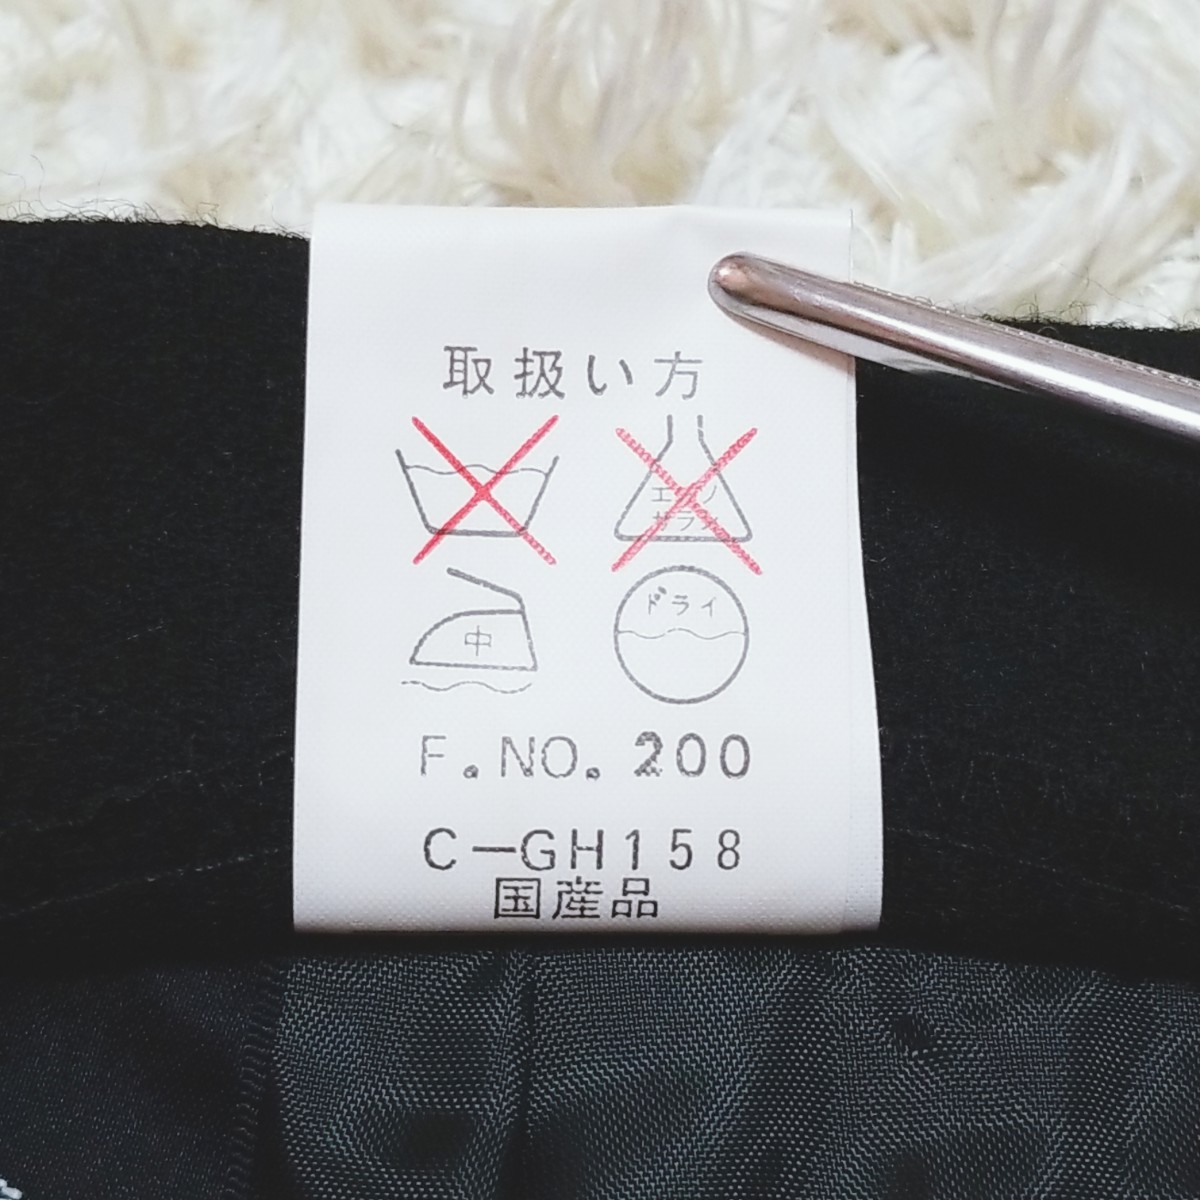 取扱い方
エンソ
サラシ
中
ドライ
F.NO.200
C-GH158
国産品